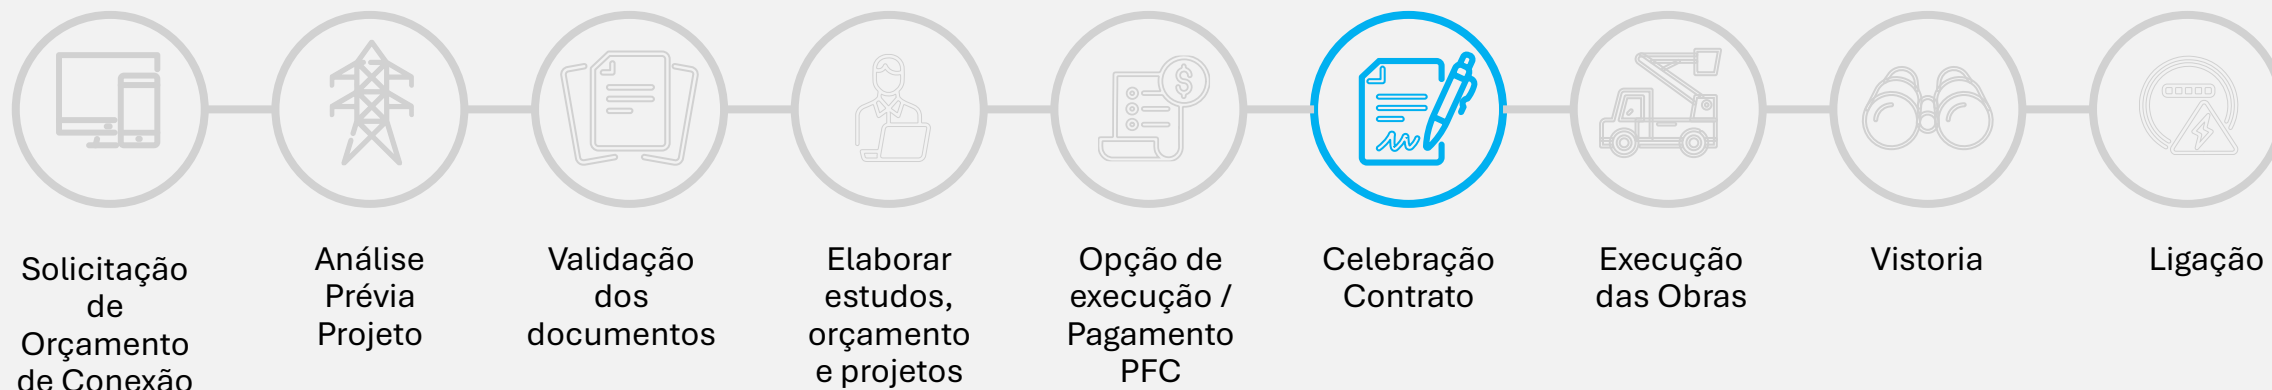 Solicitação
de
Orçamento
de Conexão
Análise
Prévia
Projeto
Validação
dos
documentos
Elaborar
estudos,
orçamento
e projetos
Opção de
execução /
Pagamento
PFC
Celebração
Contrato
Execução
das Obras
Vistoria
Ligação